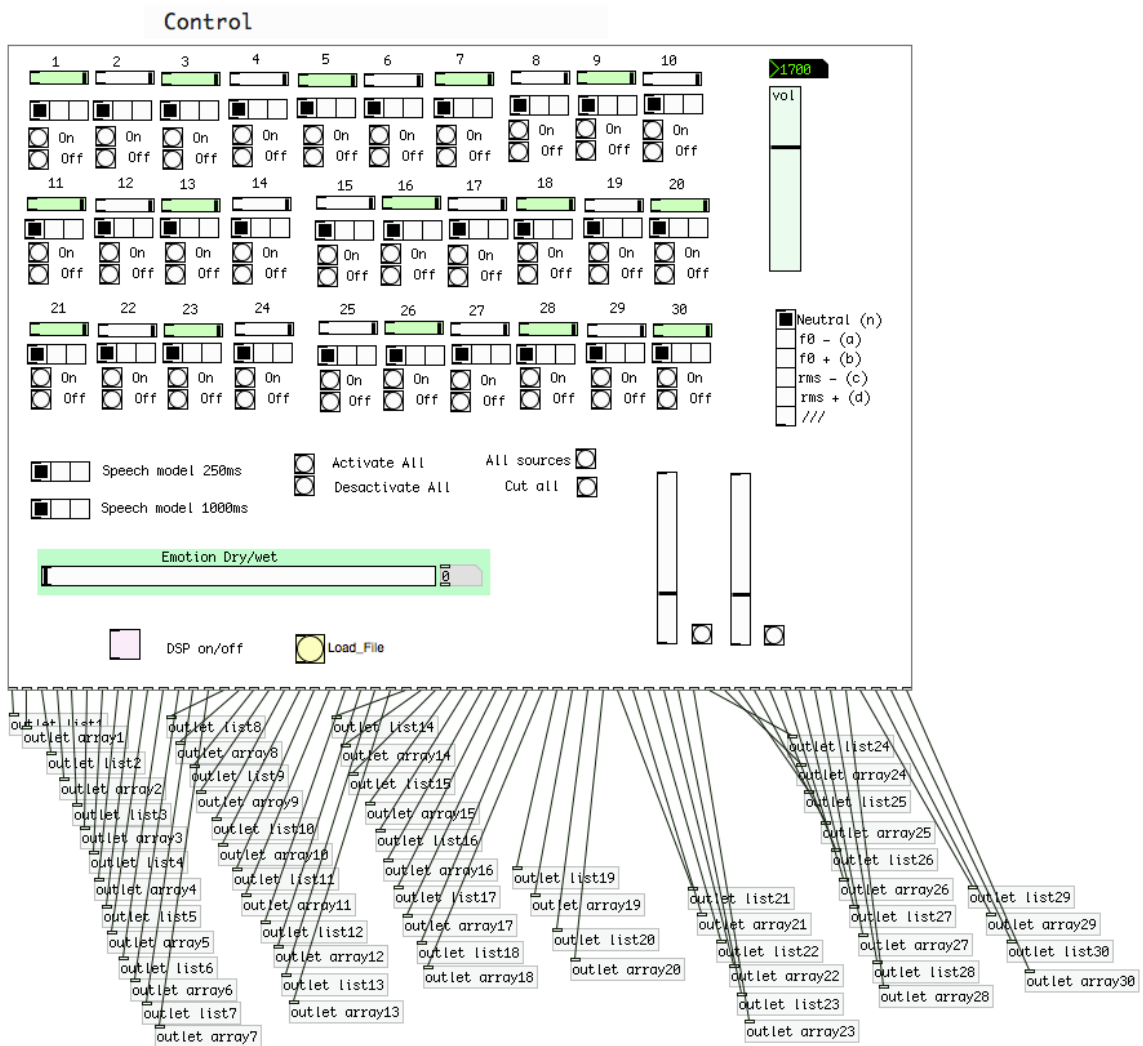 Control
1 2 3 4 5 6 7 8 9 10
1700
vol
On On On On On On On On On On
Off Off Off Off Off Off Off Off Off Off
11 12 13 14 15 16 17 18 19 20
On On On On On On On On On On
Off Off Off Off Off Off Off Off Off Off
21 22 23 24 25 26 27 28 29 30
On On On On On On On On On On
Off Off Off Off Off Off Off Off Off Off
Neutral (n)
f0 - (a)
f0 + (b)
rms - (c)
rms + (d)
///
Speech model 250ms
Speech model 1000ms
Activate All
Desactivate All
All sources
Cut all
Emotion Dry/wet
0
DSP on/off
Load_File
outlet list1
outlet array1
outlet list2
outlet array2
outlet list3
outlet array3
outlet list4
outlet array4
outlet list5
outlet array5
outlet list6
outlet array6
outlet list7
outlet array7
outlet list8
outlet array8
outlet list9
outlet array9
outlet list10
outlet array10
outlet list11
outlet array11
outlet list12
outlet array12
outlet list13
outlet array13
outlet list14
outlet array14
outlet list15
outlet array15
outlet list16
outlet array16
outlet list17
outlet array17
outlet list18
outlet array18
outlet list19
outlet array19
outlet list20
outlet array20
outlet list21
outlet array21
outlet list22
outlet array22
outlet list23
outlet array23
outlet list24
outlet array24
outlet list25
outlet array25
outlet list26
outlet array26
outlet list27
outlet array27
outlet list28
outlet array28
outlet list29
outlet array29
outlet list30
outlet array30